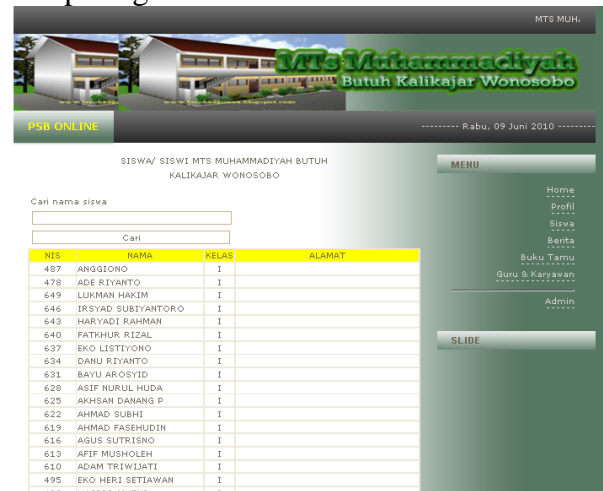 MTS MUH.
MTs Muhammadiyah
Butuh Kalikajar Wonosobo
PSB ONLINE
--------- Rabu, 09 Juni 2010 ---------
SISWA/ SISWI MTS MUHAMMADIYAH BUTUH
KALIKAJAR WONOSOBO
Cari nama siswa
Cari
NIS NAMA KELAS ALAMAT
487 ANGGIONO I
478 ADE RIYANTO I
649 LUKMAN HAKIM I
646 IRSYAD SUBIYANTORO I
643 HARYADI RAHMAN I
640 FATKHUR RIZAL I
637 EKO LISTIYONO I
634 DANU RIYANTO I
631 BAYU AROSYID I
628 ASIF NURUL HUDA I
625 AKHSAN DANANG P I
622 AHMAD SUBHI I
619 AHMAD FASEHUDIN I
616 AGUS SUTRISNO I
613 AFIF MUSHOLEH I
610 ADAM TRIWIJATI I
495 EKO HERI SETIAWAN I
MENU
Home
Profil
Siswa
Berita
Buku Tamu
Guru & Karyawan
Admin
SLIDE